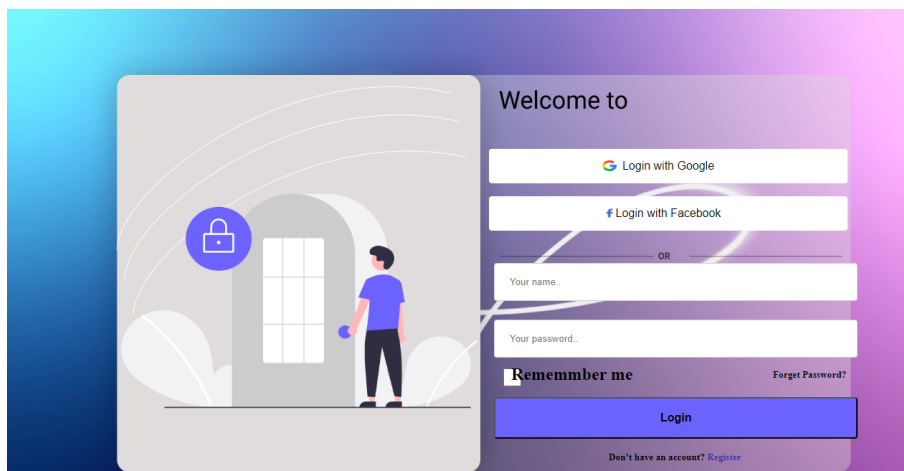 Welcome to
Login with Google
Login with Facebook
OR
Your name..
Your password..
Rememmber me
Forget Password?
Login
Don't have an account? Register